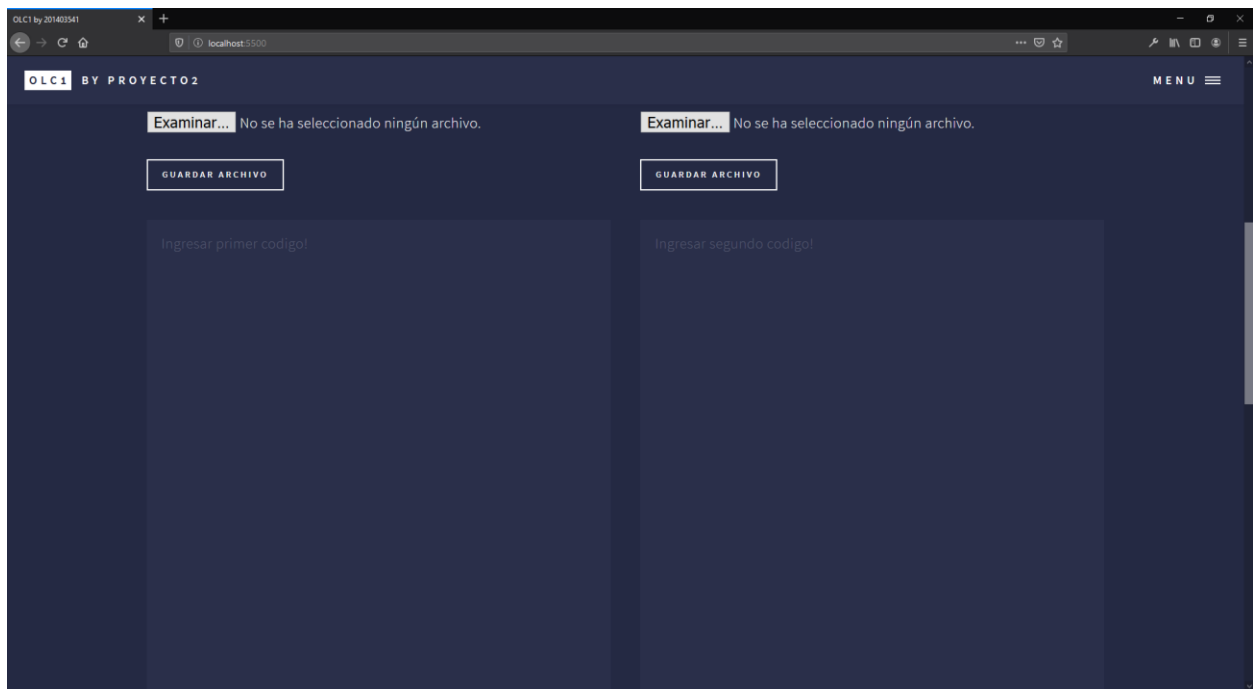 OLC1 by 201403541
localhost:5500
OLC1 BY PROYECTO2
MENU
Examinar... No se ha seleccionado ningún archivo.
Examinar... No se ha seleccionado ningún archivo.
GUARDAR ARCHIVO
GUARDAR ARCHIVO
Ingresar primer codigo!
Ingresar segundo codigo!